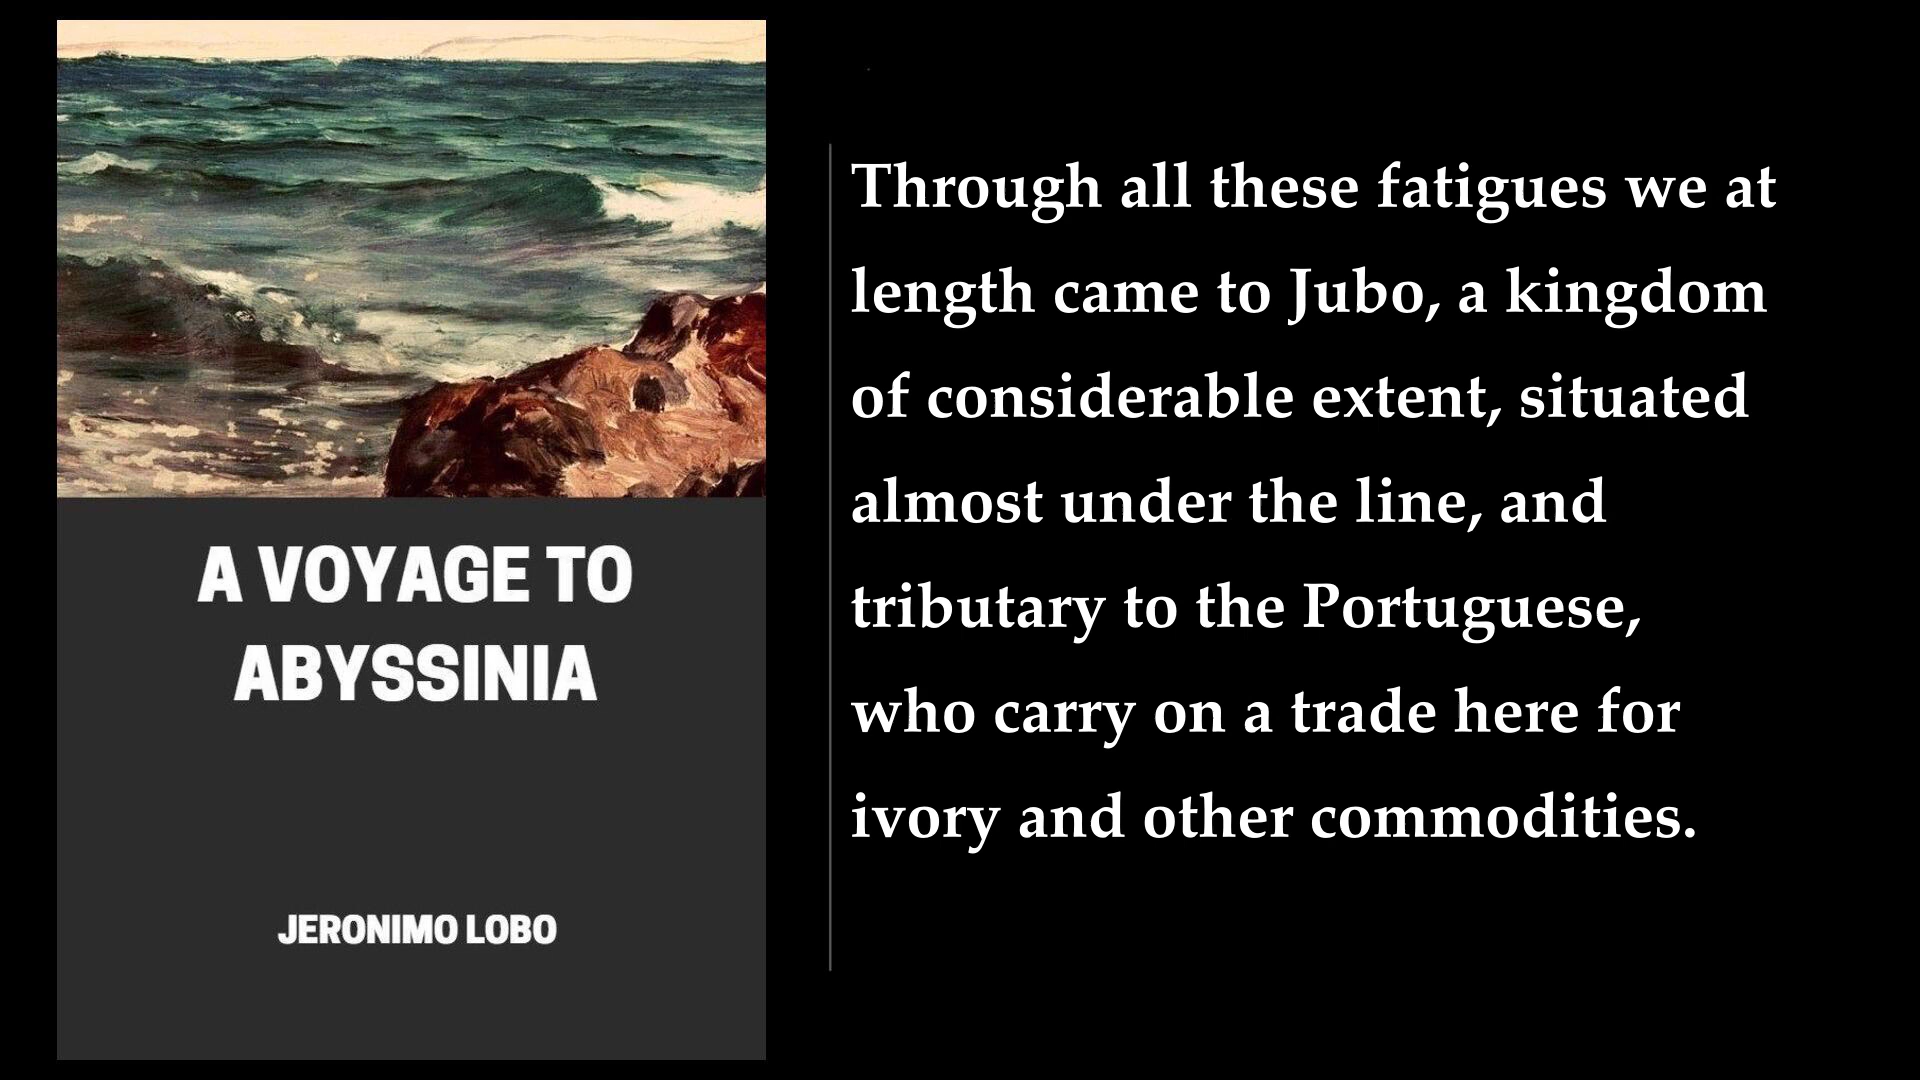 A VOYAGE TO
ABYSSINIA
JERONIMO LOBO
Through all these fatigues we at
length came to Jubo, a kingdom
of considerable extent, situated
almost under the line, and
tributary to the Portuguese,
who carry on a trade here for
ivory and other commodities.